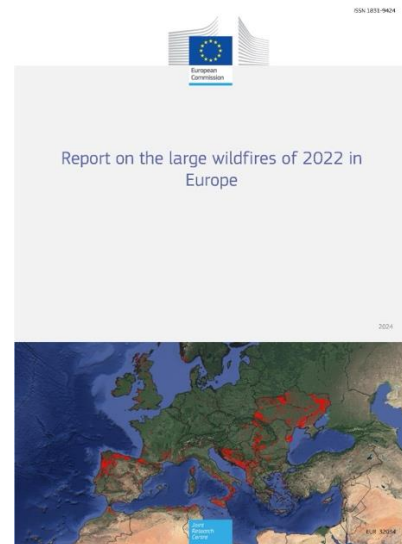 ISSN 1831-9424
European
Commission
Report on the large wildfires of 2022 in
Europe
2024
Joint
Research
Centre
EUR